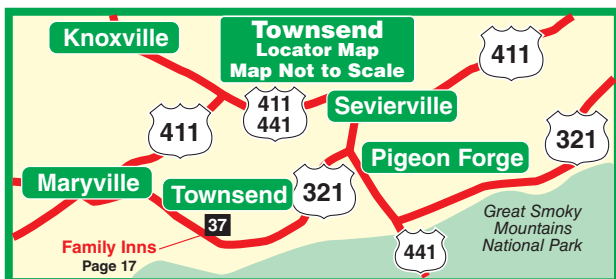 Knoxville
Townsend
Locator Map
Map Not to Scale
411
411
441
Sevierville
411
321
Pigeon Forge
Maryville
Townsend
321
37
Family Inns
Page 17
Great Smoky
Mountains
National Park
441